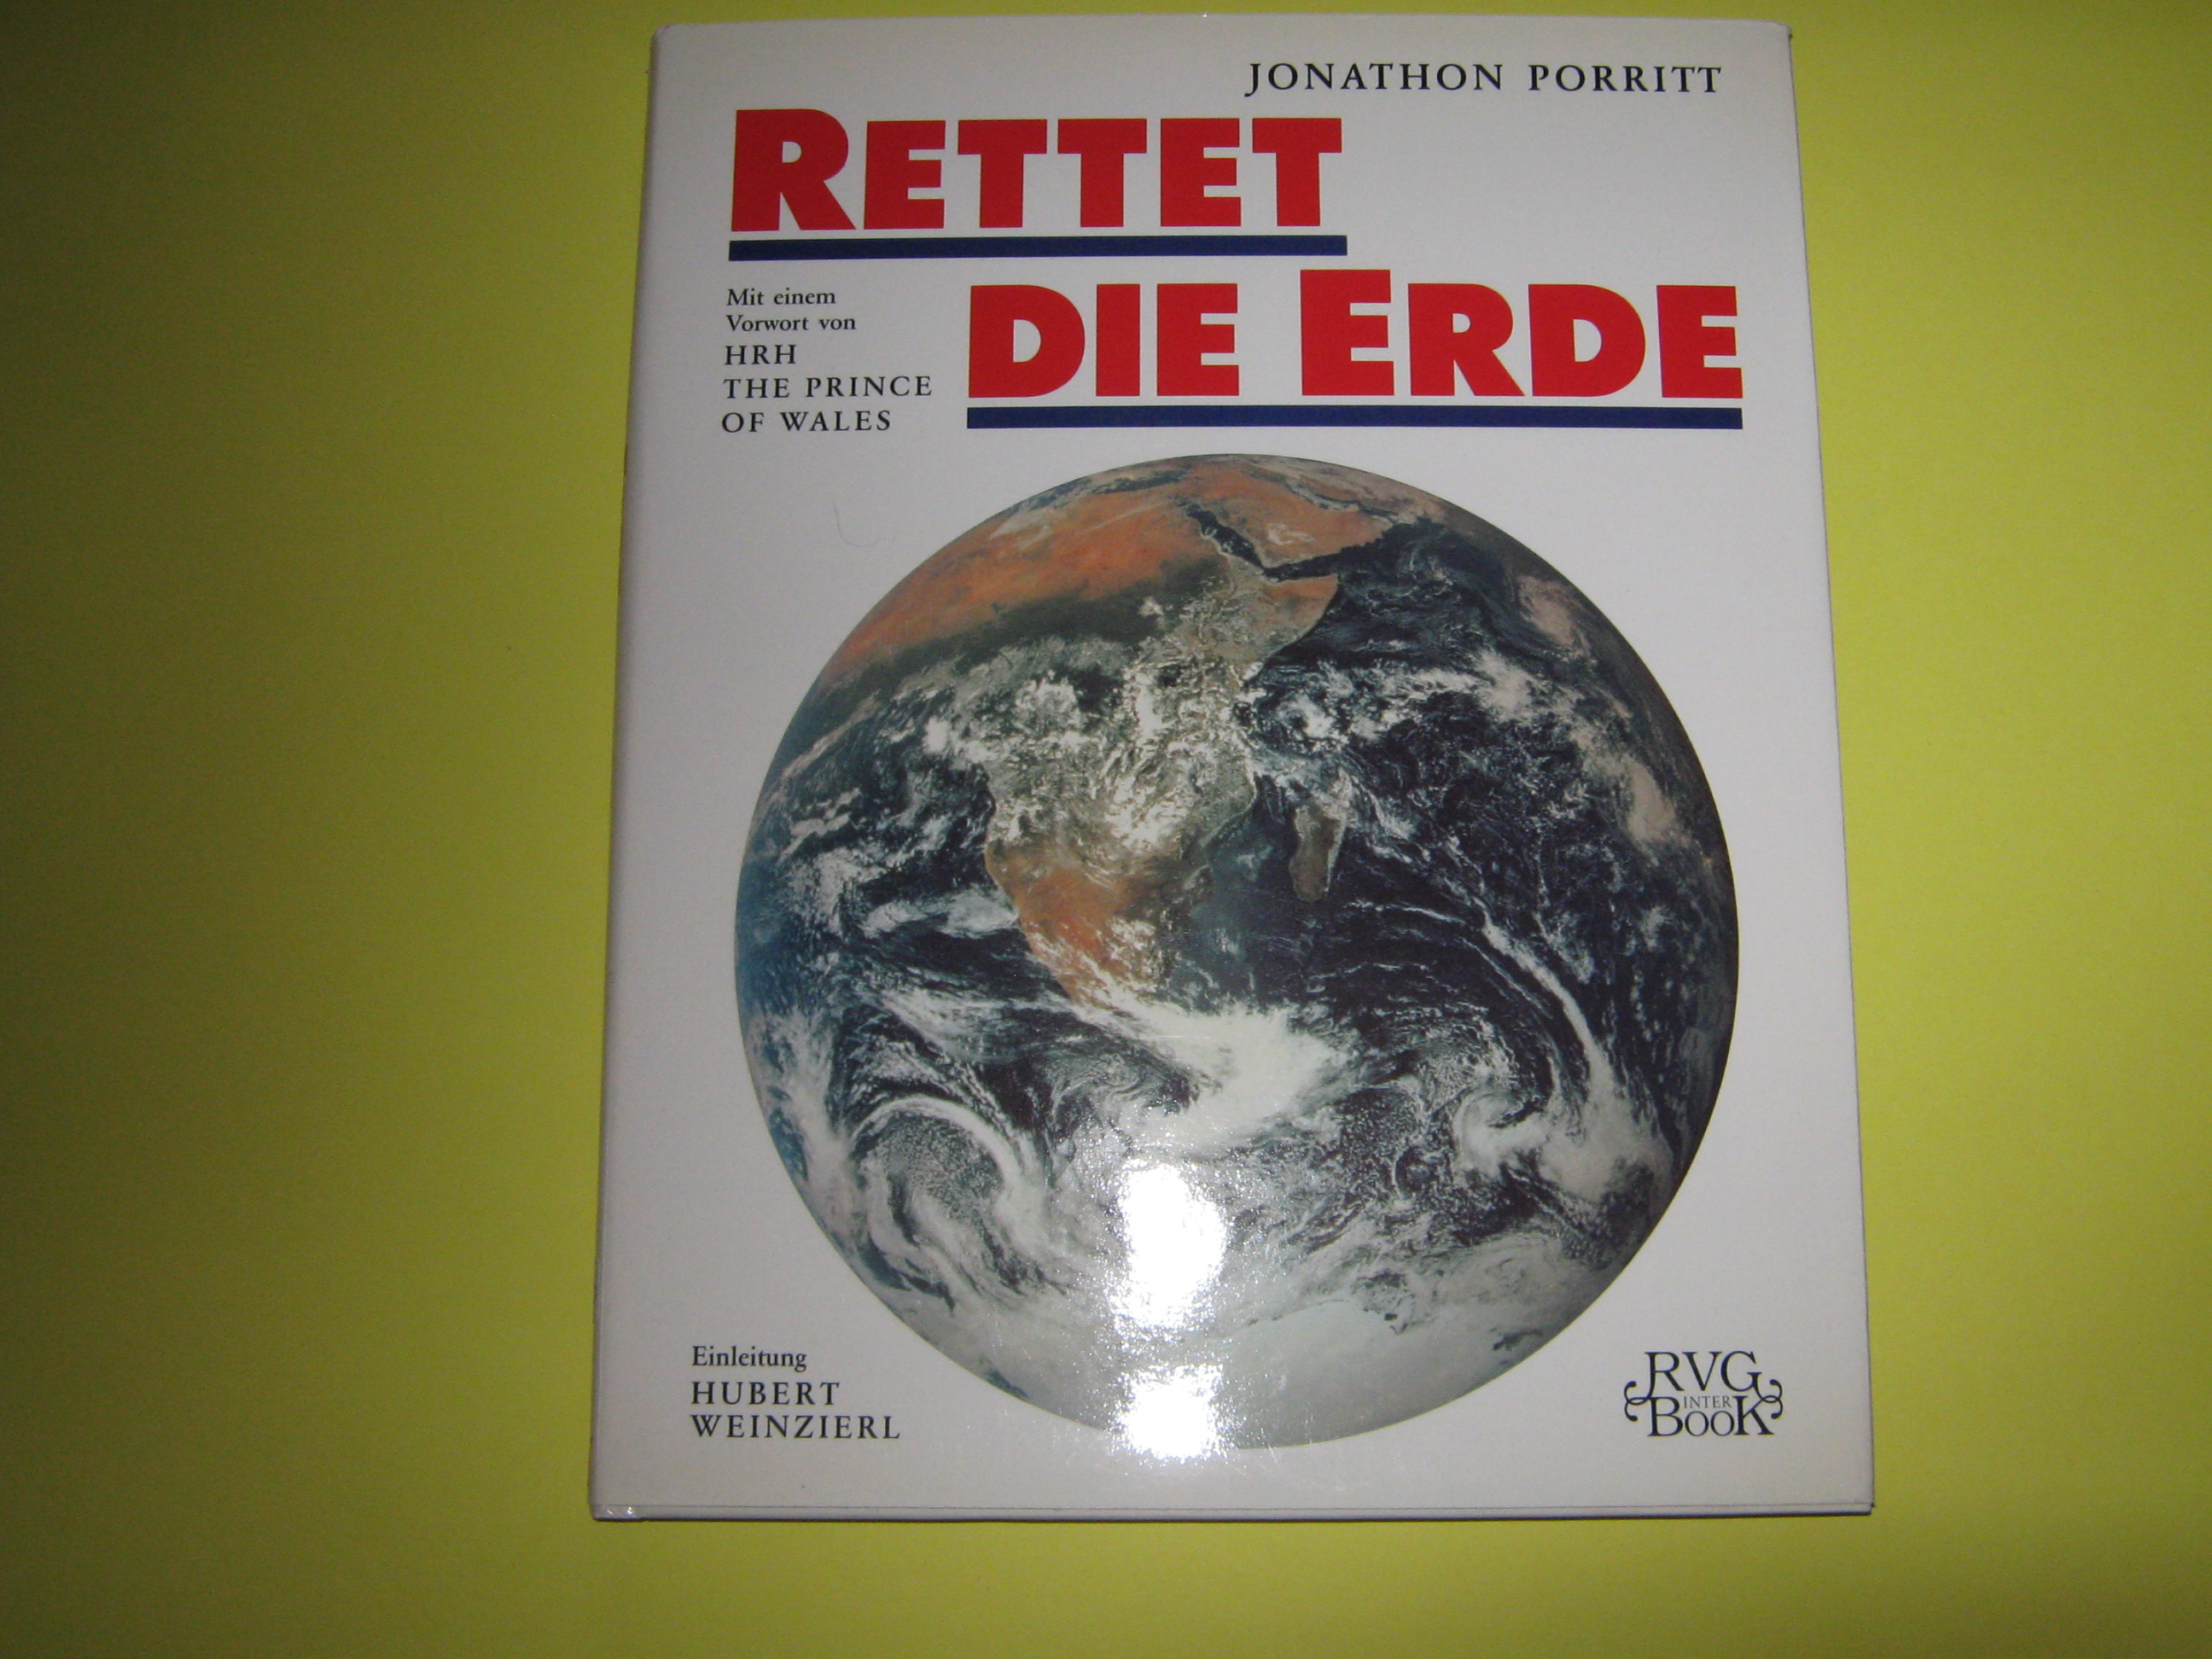 JONATHON PORRITT
RETTET
DIE ERDE
Mit einem
Vorwort von
HRH
THE PRINCE
OF WALES
Einleitung
HUBERT
WEINZIERL
RVG
INTER
BOOK